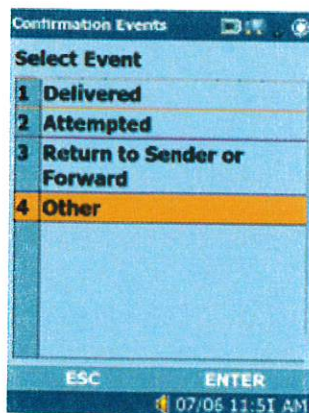 Confirmation Events
Select Event
1 Delivered
2 Attempted
3 Return to Sender or
Forward
4 Other
ESC ENTER
07/06 11:51 AM